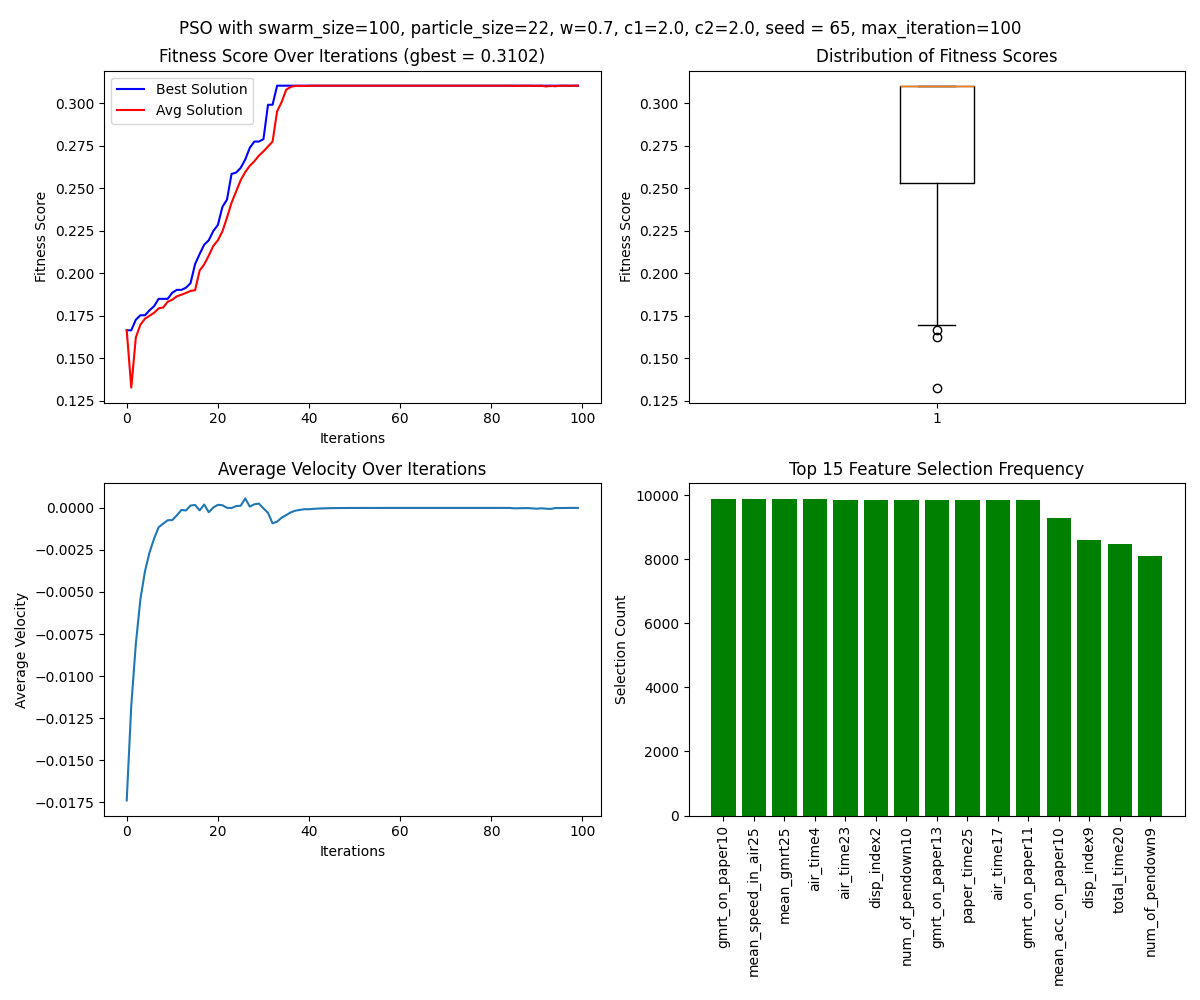 PSO with swarm_size=100, particle_size=22, w=0.7, c1=2.0, c2=2.0, seed = 65, max_iteration=100
Fitness Score Over Iterations (gbest = 0.3102)
Best Solution
Avg Solution
0.300
0.275
0.250
0.225
0.200
0.175
0.150
0.125
Fitness Score
0
20
40
60
80
100
Iterations
Distribution of Fitness Scores
0.300
0.275
0.250
0.225
0.200
0.175
0.150
0.125
Fitness Score
1
Average Velocity Over Iterations
0.0000
−0.0025
−0.0050
−0.0075
−0.0100
−0.0125
−0.0150
−0.0175
Average Velocity
0
20
40
60
80
100
Iterations
Top 15 Feature Selection Frequency
10000
8000
6000
4000
2000
0
Selection Count
gmrt_on_paper10
mean_speed_in_air25
mean_gmrt25
air_time4
air_time23
disp_index2
num_of_pendown10
gmrt_on_paper13
paper_time25
air_time17
gmrt_on_paper11
mean_acc_on_paper10
disp_index9
total_time20
num_of_pendown9